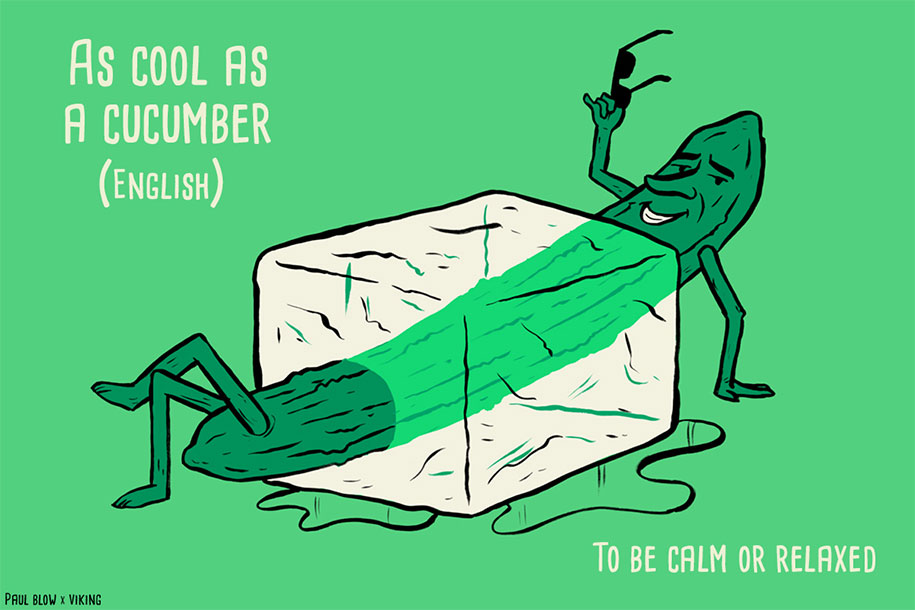 As cool as
a cucumber
(English)
To be calm or relaxed
Paul Blow x Viking